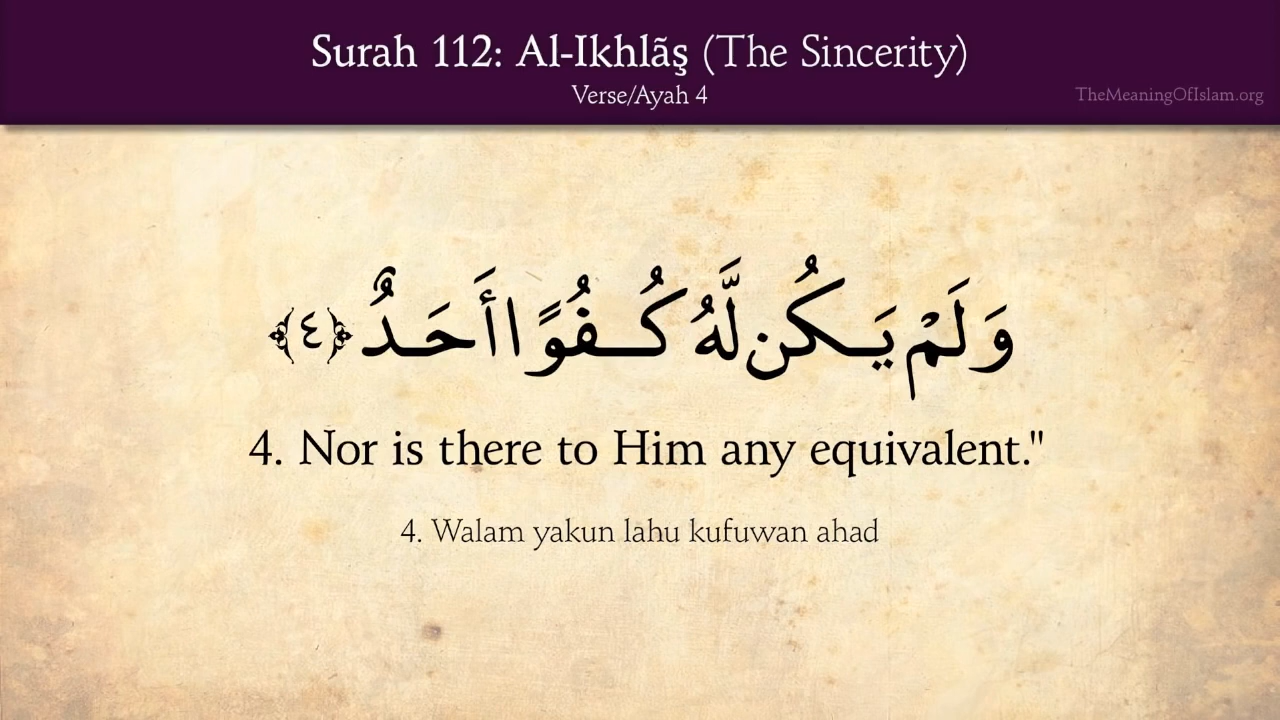 Surah 112: Al-Ikhlãş (The Sincerity)
Verse/Ayah 4
TheMeaningOfIslam.org
وَلَمْ يَكُن لَّهُ كُفُوًا أَحَدٌ ﴿٤﴾
4. Nor is there to Him any equivalent."
4. Walam yakun lahu kufuwan ahad